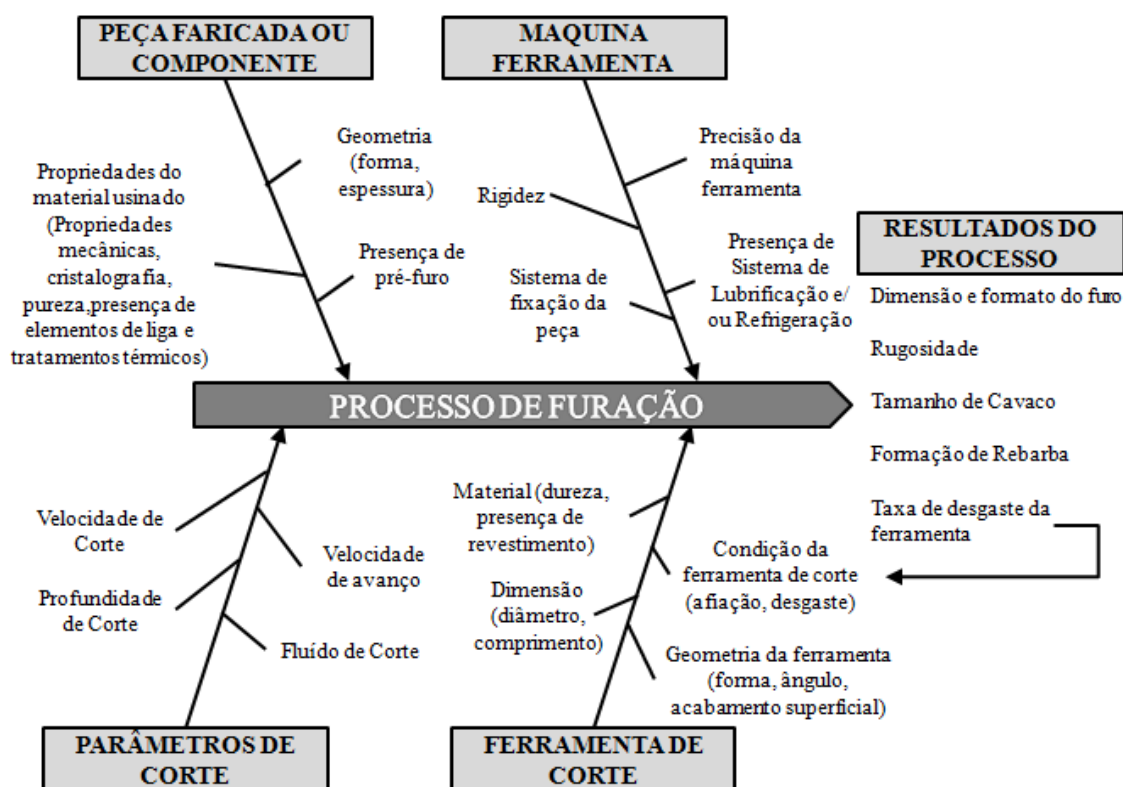 PEÇA FARICADA OU
COMPONENTE
MAQUINA
FERRAMENTA
Geometria
(forma,
espessura)
Propriedades do
material usinado
(Propriedades
mecânicas,
cristalografia,
pureza,presença de
elementos de liga e
tratamentos térmicos)
Presença de
pré-furo
Precisão da
máquina
ferramenta
Rigidez
Sistema de
fixação da
peça
Presença de
Sistema de
Lubrificação e/
ou Refrigeração
RESULTADOS DO
PROCESSO
Dimensão e formato do furo
Rugosidade
Tamanho de Cavaco
Formação de Rebarba
Taxa de desgaste da
ferramenta
PROCESSO DE FURAÇÃO
Velocidade de
Corte
Velocidade
de avanço
Profundidade
de Corte
Fluído de Corte
Material (dureza,
presença de
revestimento)
Condição da
ferramenta de corte
(afiação, desgaste)
Dimensão
(diâmetro,
comprimento)
Geometria da ferramenta
(forma, ângulo,
acabamento superficial)
PARÂMETROS DE
CORTE
FERRAMENTA DE
CORTE